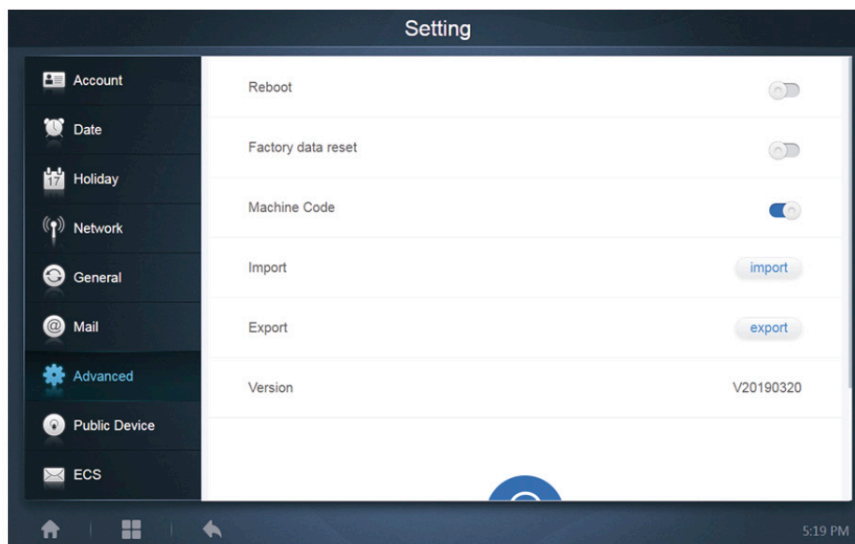 Setting
Account
Date
17
Holiday
Network
General
@
Mail
Advanced
Public Device
ECS
Reboot
Factory data reset
Machine Code
Import
import
Export
export
Version
V20190320
5:19 PM